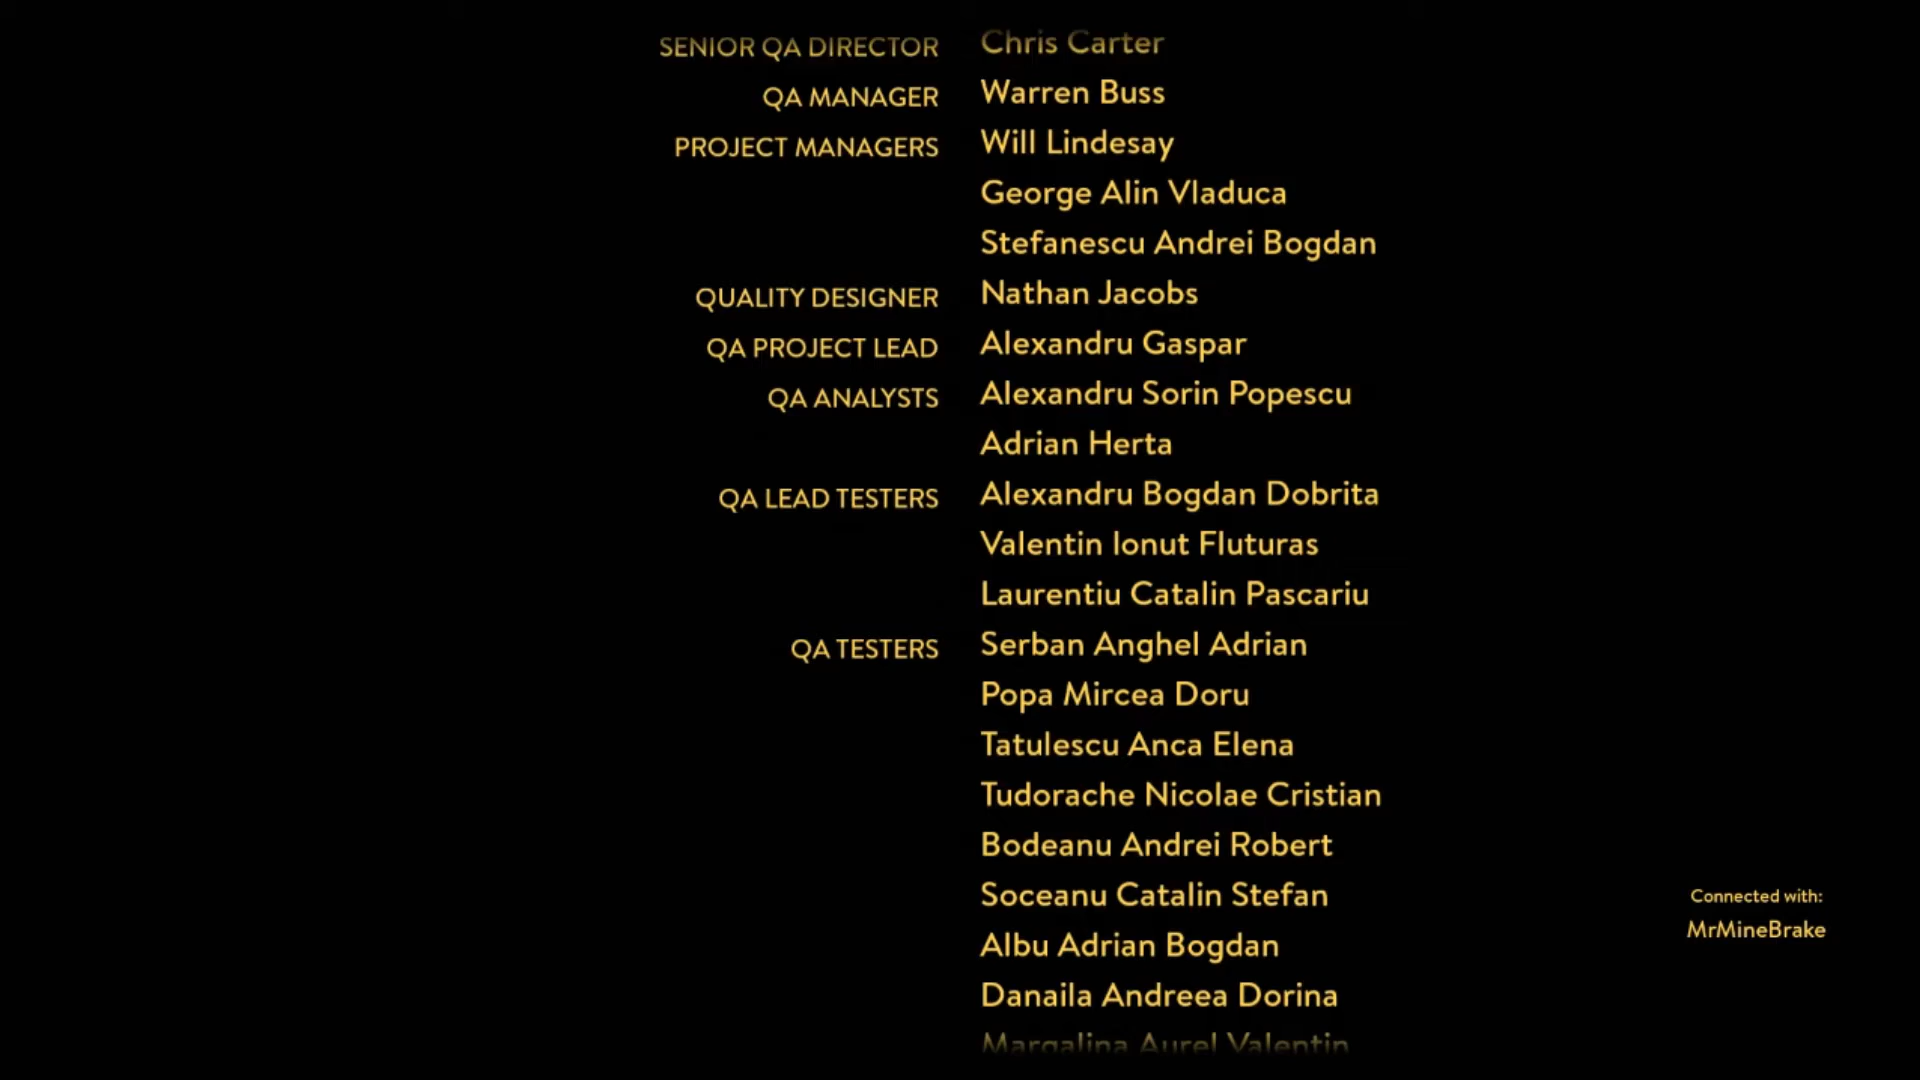 SENIOR QA DIRECTOR Chris Carter
QA MANAGER Warren Buss
PROJECT MANAGERS Will Lindesay
George Alin Vladuca
Stefanescu Andrei Bogdan
QUALITY DESIGNER Nathan Jacobs
QA PROJECT LEAD Alexandru Gaspar
QA ANALYSTS Alexandru Sorin Popescu
Adrian Herta
QA LEAD TESTERS Alexandru Bogdan Dobrita
Valentin Ionut Fluturas
Laurentiu Catalin Pascariu
QA TESTERS Serban Anghel Adrian
Popa Mircea Doru
Tatulescu Anca Elena
Tudorache Nicolae Cristian
Bodeanu Andrei Robert
Soceanu Catalin Stefan
Albu Adrian Bogdan
Danaila Andreea Dorina
Margalina Aurel Valentin
Connected with:
MrMineBrake